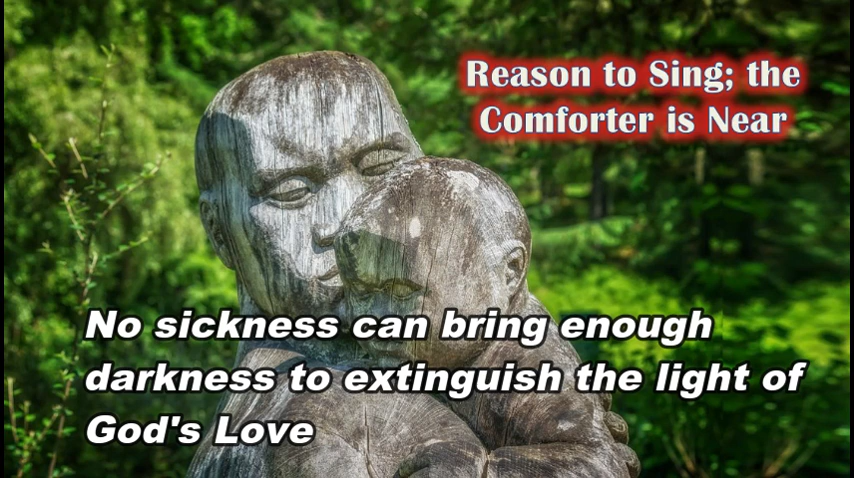 Reason to Sing; the
Comforter is Near
No sickness can bring enough
darkness to extinguish the light of
God's Love